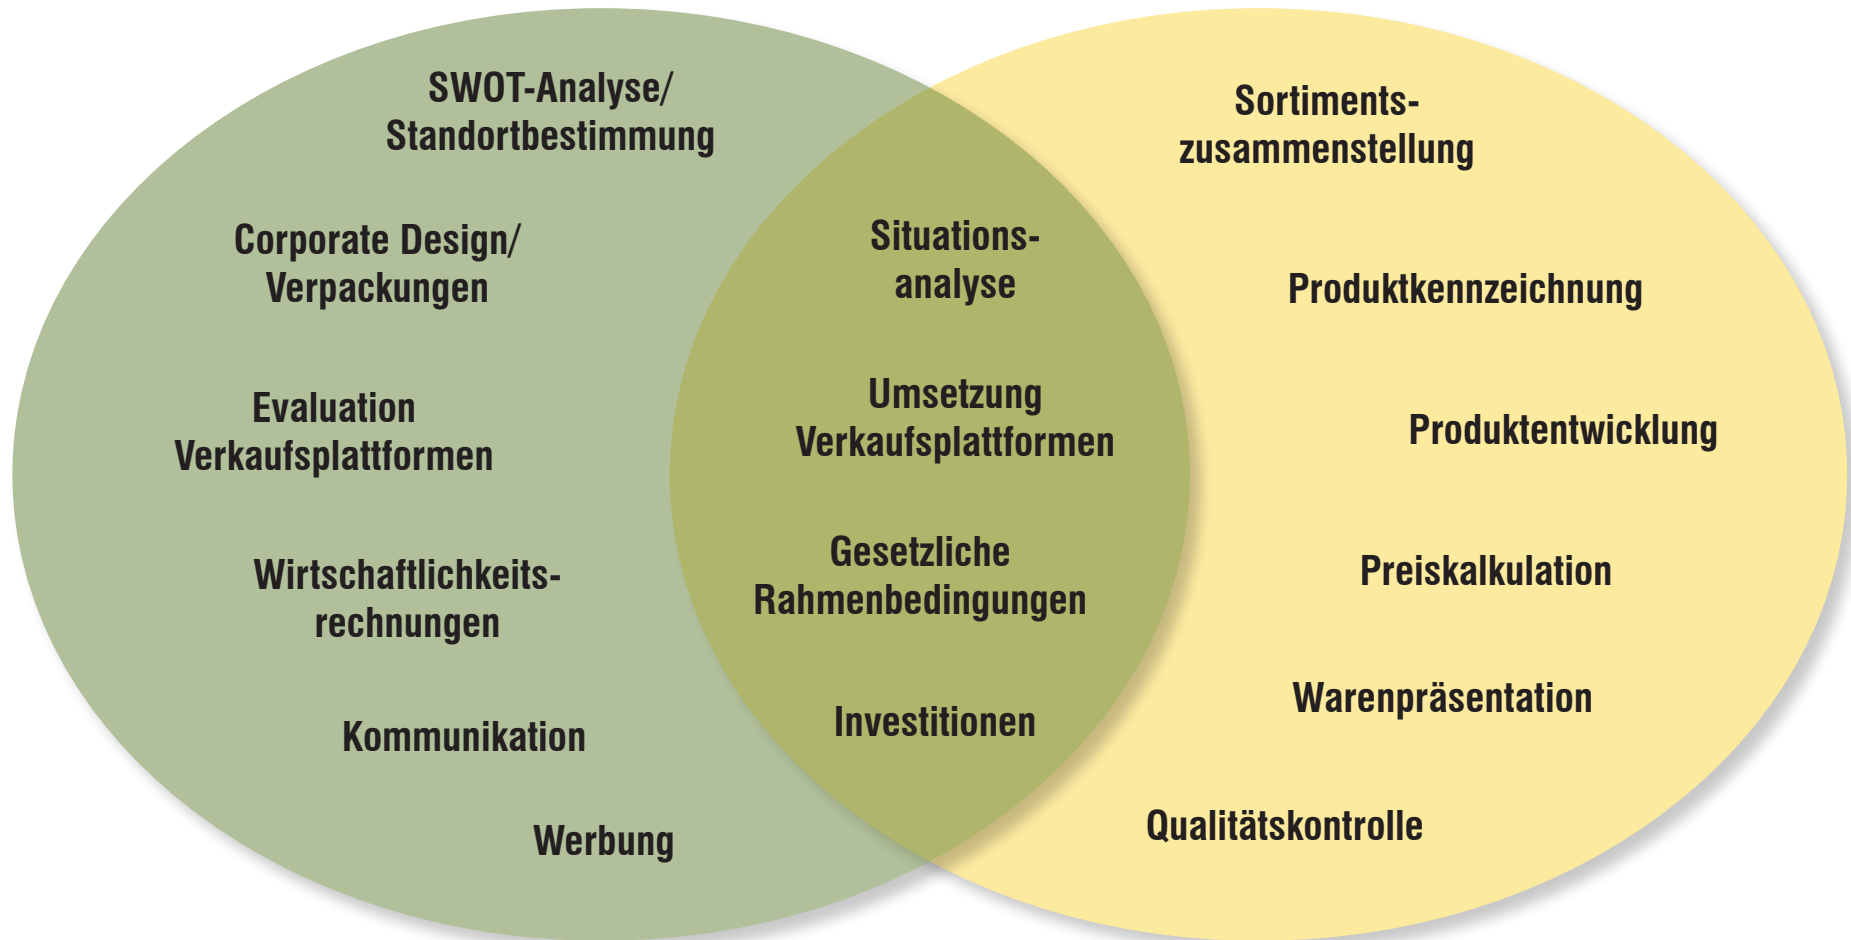 SWOT-Analyse/
Standortbestimmung
Corporate Design/
Verpackungen
Evaluation
Verkaufsplattformen
Wirtschaftlichkeits-
rechnungen
Kommunikation
Werbung
Situations-
analyse
Umsetzung
Verkaufsplattformen
Gesetzliche
Rahmenbedingungen
Investitionen
Sortiments-
zusammenstellung
Produktkennzeichnung
Produktentwicklung
Preiskalkulation
Warenpräsentation
Qualitätskontrolle